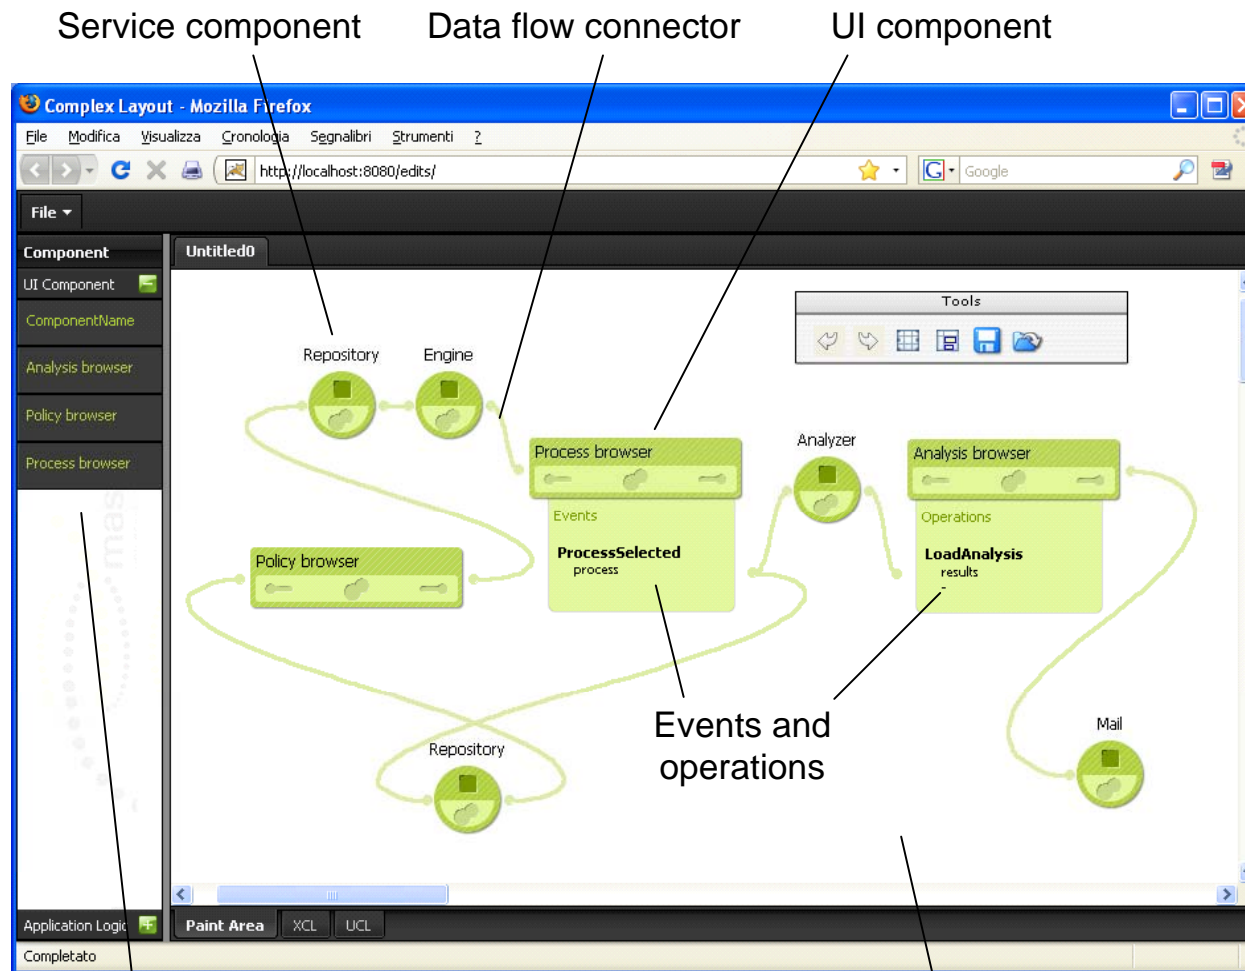 Service component
Data flow connector
UI component
Complex Layout - Mozilla Firefox
File Modifica Visualizza Cronologia Segnalibri Strumenti ?
http://localhost:8080/edits/
G
Google
File
Component
Untitled0
UI Component
Tools
ComponentName
Repository
Engine
Analysis browser
Policy browser
Analyzer
Process browser
Process browser
Analysis browser
Events
Operations
ProcessSelected
process
LoadAnalysis
results
-
Policy browser
mas
Events and
operations
Repository
Mail
Application Logic
Paint Area XCL UCL
Completato